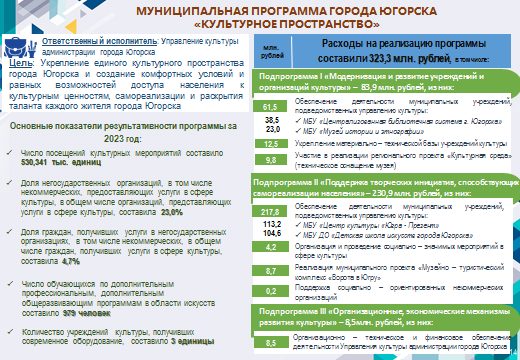 МУНИЦИПАЛЬНАЯ ПРОГРАММА ГОРОДА ЮГОРСКА
«КУЛЬТУРНОЕ ПРОСТРАНСТВО»
Ответственный исполнитель: Управление культуры
администрации города Югорска
Цель: Укрепление единого культурного пространства
города Югорска и создание комфортных условий и
равных возможностей доступа населения к
культурным ценностям, самореализации и раскрытия
таланта каждого жителя города Югорска
Основные показатели результативности программы за
2023 год:
✓ Число посещений культурных мероприятий составило
530,341 тыс. единиц
✓ Доля негосударственных организаций, в том числе
некоммерческих, предоставляющих услуги в сфере
культуры, в общем числе организаций, представляющих
услуги в сфере культуры, составила 23,0%
✓ Доля граждан, получивших услуги в негосударственных
организациях, в том числе некоммерческих, в общем
числе граждан, получивших услуги в сфере культуры,
составила 4,7%
✓ Число обучающихся по дополнительным
профессиональным, дополнительным
общеразвивающим программам в области искусств
составило 979 человек
✓ Количество учреждений культуры, получивших
современное оборудование, составило 3 единицы
млн.
рублей
Расходы на реализацию программы
составили 323,3 млн. рублей, в том числе:
Подпрограмма I «Модернизация и развитие учреждений и
организаций культуры» – 83,9 млн. рублей, из них:
61,5 Обеспечение деятельности муниципальных учреждений,
подведомственных управлению культуры:
38,5 ✓ МБУ «Централизованная библиотечная система г. Югорска»
23,0 ✓ МБУ «Музей истории и этнографии»
12,5 Укрепление материально – технической базы учреждений культуры
9,8 Участие в реализации регионального проекта «Культурная среда»
(техническое оснащение музея)
Подпрограмма II «Поддержка творческих инициатив, способствующих
самореализации населения» – 230,9 млн. рублей, из них:
217,8 Обеспечение деятельности муниципальных учреждений,
подведомственных управлению культуры:
113,2 ✓ МБУ «Центр культуры «Югра - Презент»
104,6 ✓ МБУ ДО «Детская школа искусств города Югорска»
4,2 Организация и проведение социально – значимых мероприятий в
сфере культуры
8,7 Реализация муниципального проекта «Музейно – туристический
комплекс «Ворота в Югру»
0,2 Поддержка социально – ориентированных некоммерческих
организаций
Подпрограмма III «Организационные, экономические механизмы
развития культуры» – 8,5млн. рублей, из них:
8,5 Организационно – техническое и финансовое обеспечение
деятельности Управления культуры администрации города Югорска